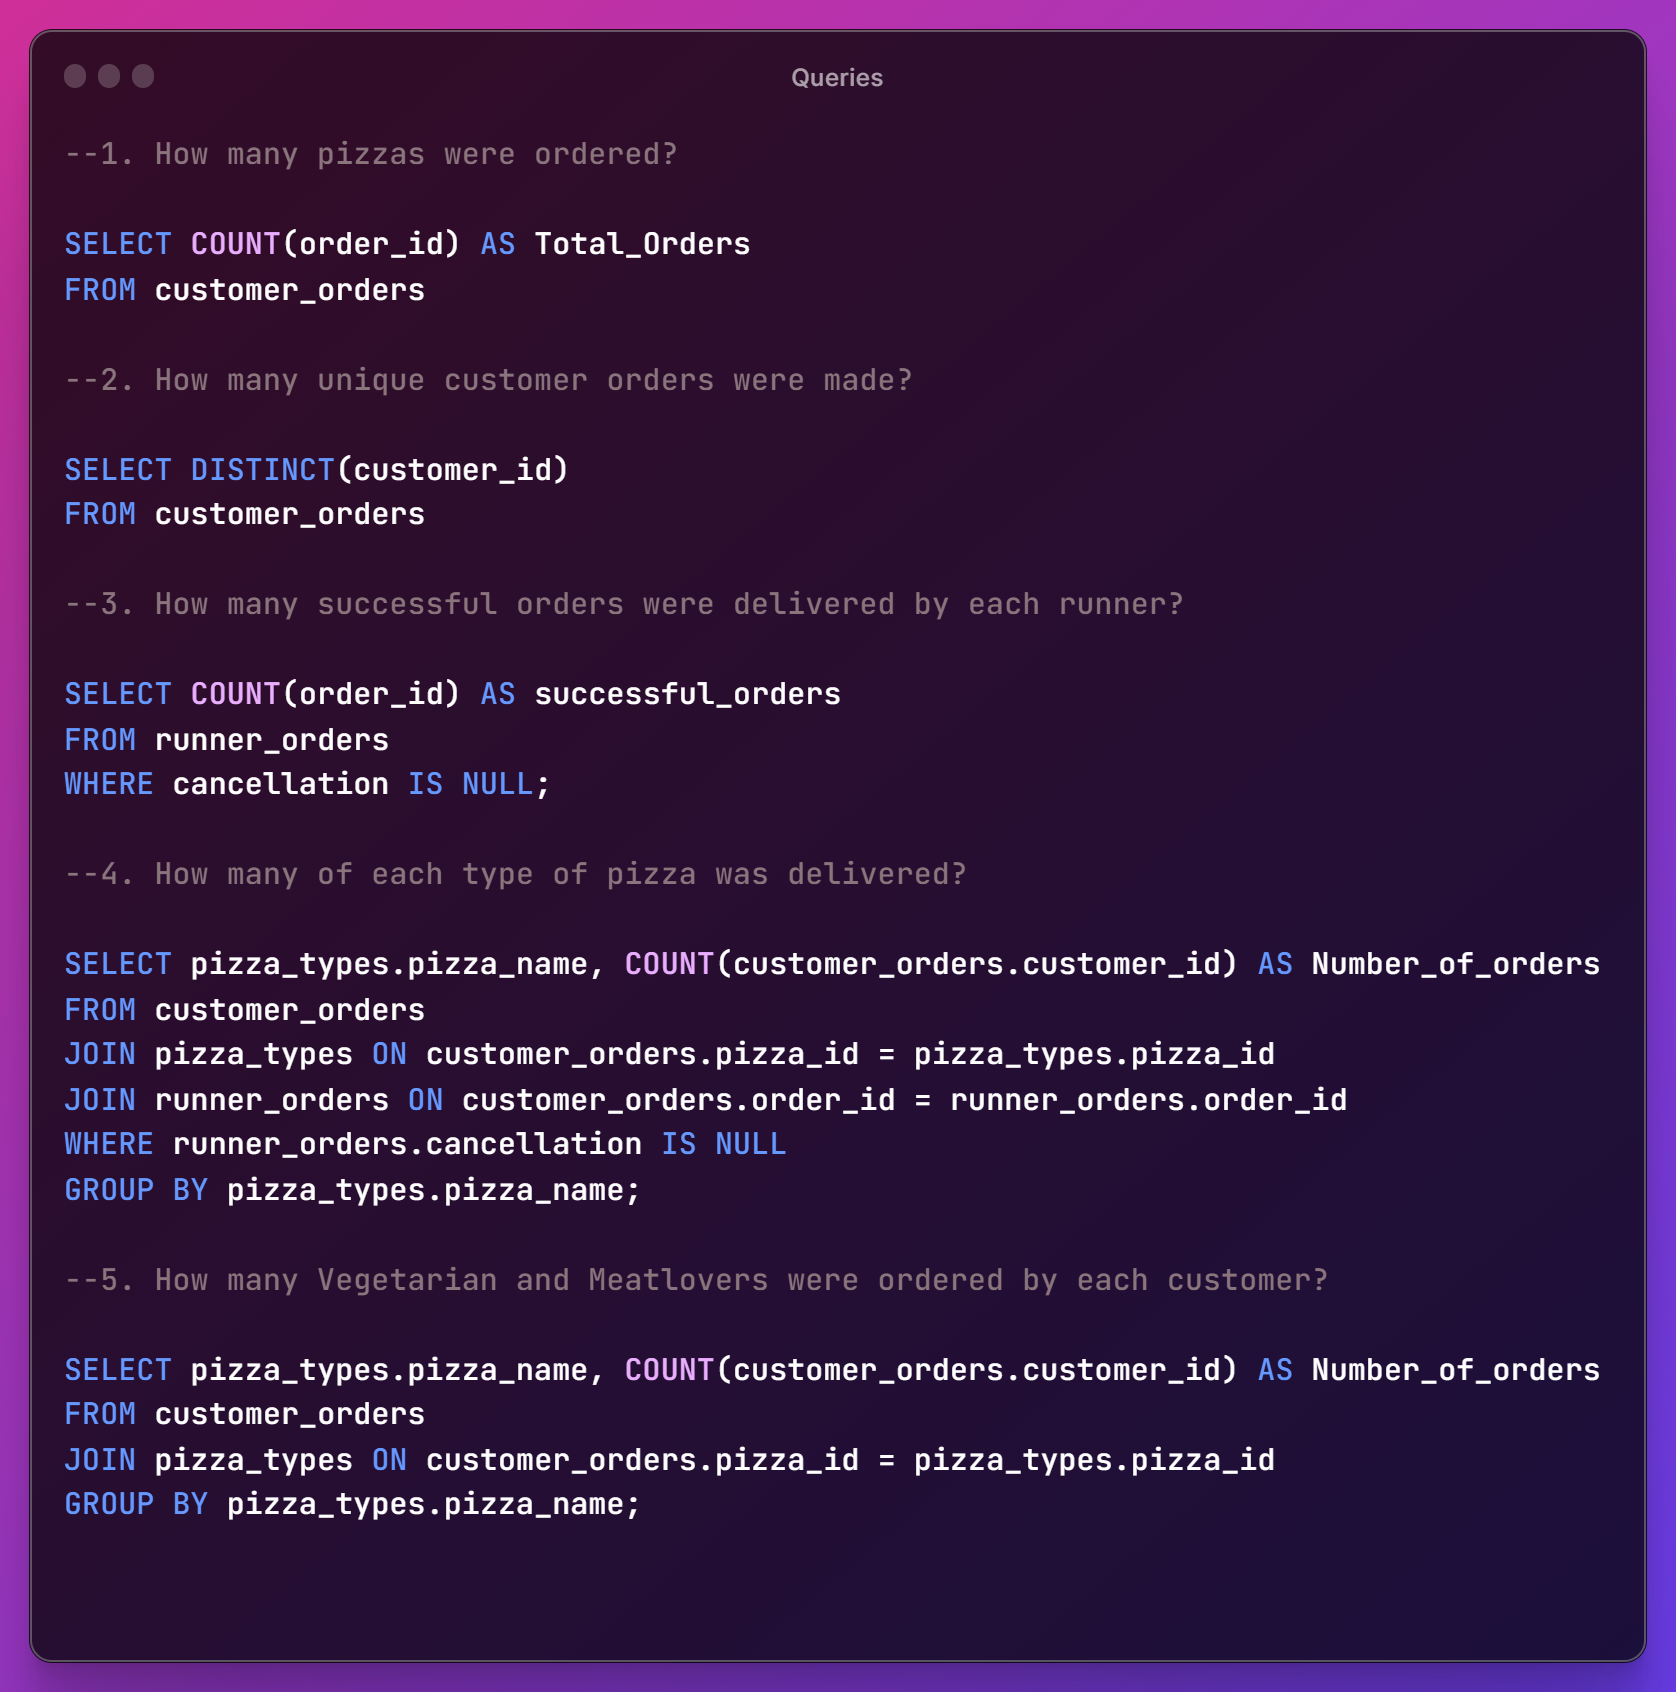 Queries
--1. How many pizzas were ordered?
SELECT COUNT(order_id) AS Total_Orders
FROM customer_orders
--2. How many unique customer orders were made?
SELECT DISTINCT(customer_id)
FROM customer_orders
--3. How many successful orders were delivered by each runner?
SELECT COUNT(order_id) AS successful_orders
FROM runner_orders
WHERE cancellation IS NULL;
--4. How many of each type of pizza was delivered?
SELECT pizza_types.pizza_name, COUNT(customer_orders.customer_id) AS Number_of_orders
FROM customer_orders
JOIN pizza_types ON customer_orders.pizza_id = pizza_types.pizza_id
JOIN runner_orders ON customer_orders.order_id = runner_orders.order_id
WHERE runner_orders.cancellation IS NULL
GROUP BY pizza_types.pizza_name;
--5. How many Vegetarian and Meatlovers were ordered by each customer?
SELECT pizza_types.pizza_name, COUNT(customer_orders.customer_id) AS Number_of_orders
FROM customer_orders
JOIN pizza_types ON customer_orders.pizza_id = pizza_types.pizza_id
GROUP BY pizza_types.pizza_name;